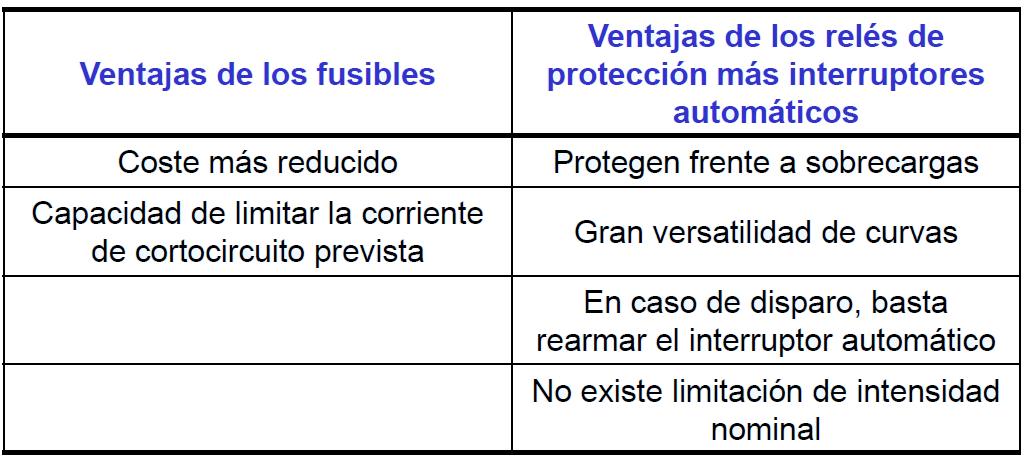 Ventajas de los fusibles
Ventajas de los relés de
protección más interruptores
automáticos
Coste más reducido
Protegen frente a sobrecargas
Capacidad de limitar la corriente
de cortocircuito prevista
Gran versatilidad de curvas
En caso de disparo, basta
rearmar el interruptor automático
No existe limitación de intensidad
nominal